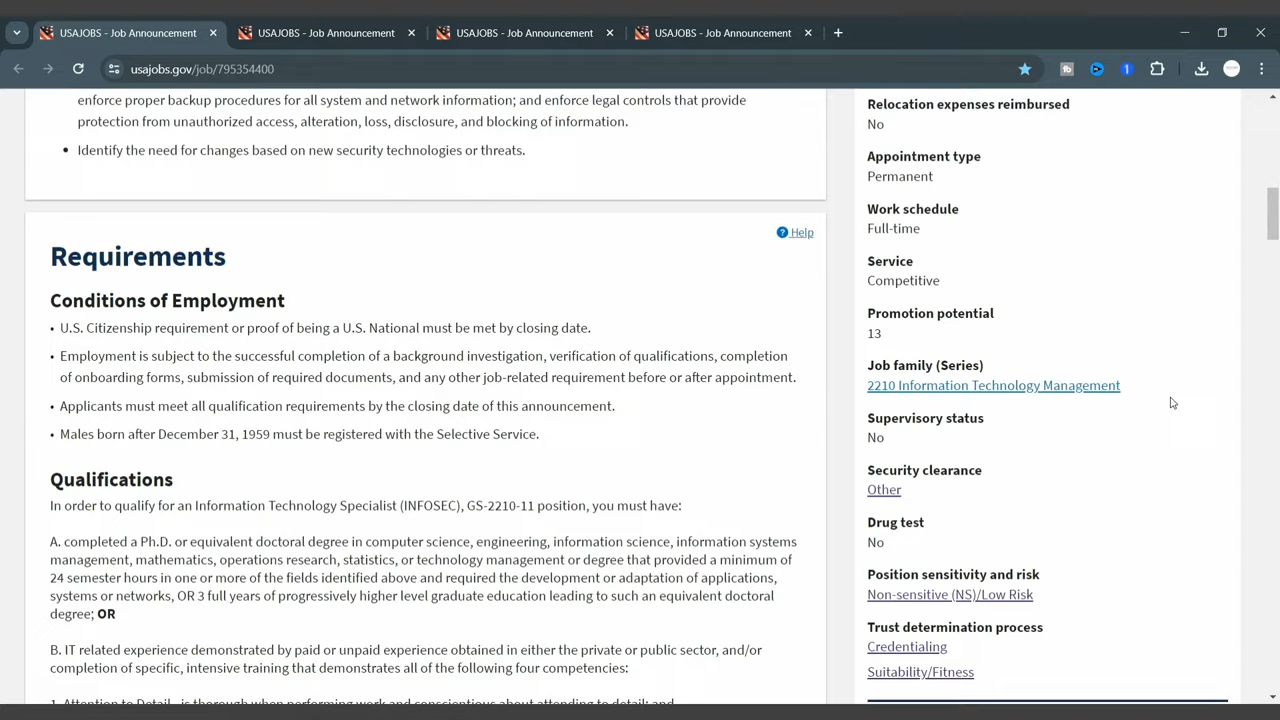 USAJOBS - Job Announcement
USAJOBS - Job Announcement
USAJOBS - Job Announcement
USAJOBS - Job Announcement
usajobs.gov/job/795354400
enforce proper backup procedures for all system and network information; and enforce legal controls that provide
protection from unauthorized access, alteration, loss, disclosure, and blocking of information.
• Identify the need for changes based on new security technologies or threats.
Help
Requirements
Conditions of Employment
• U.S. Citizenship requirement or proof of being a U.S. National must be met by closing date.
• Employment is subject to the successful completion of a background investigation, verification of qualifications, completion
of onboarding forms, submission of required documents, and any other job-related requirement before or after appointment.
• Applicants must meet all qualification requirements by the closing date of this announcement.
• Males born after December 31, 1959 must be registered with the Selective Service.
Qualifications
In order to qualify for an Information Technology Specialist (INFOSEC), GS-2210-11 position, you must have:
A. completed a Ph.D. or equivalent doctoral degree in computer science, engineering, information science, information systems
management, mathematics, operations research, statistics, or technology management or degree that provided a minimum of
24 semester hours in one or more of the fields identified above and required the development or adaptation of applications,
systems or networks, OR 3 full years of progressively higher level graduate education leading to such an equivalent doctoral
degree; OR
B. IT related experience demonstrated by paid or unpaid experience obtained in either the private or public sector, and/or
completion of specific, intensive training that demonstrates all of the following four competencies:
1. Attention to Detail - is thorough when performing work and conscientious about attending to detail; and
Relocation expenses reimbursed
No
Appointment type
Permanent
Work schedule
Full-time
Service
Competitive
Promotion potential
13
Job family (Series)
2210 Information Technology Management
Supervisory status
No
Security clearance
Other
Drug test
No
Position sensitivity and risk
Non-sensitive (NS)/Low Risk
Trust determination process
Credentialing
Suitability/Fitness